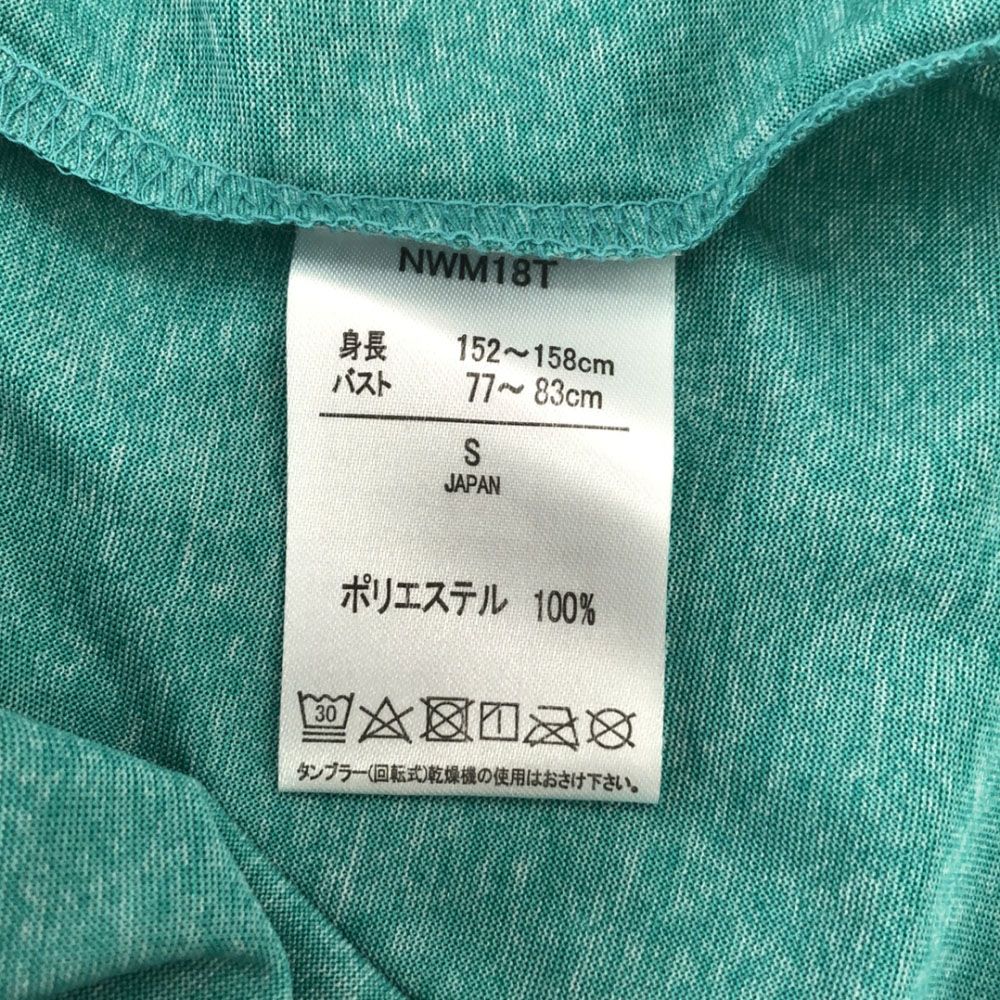 NWM18T
身長 152～158cm
バスト 77～83cm
S
JAPAN
ポリエステル 100%
30
タンブラー(回転式)乾燥機の使用はおさけ下さい。